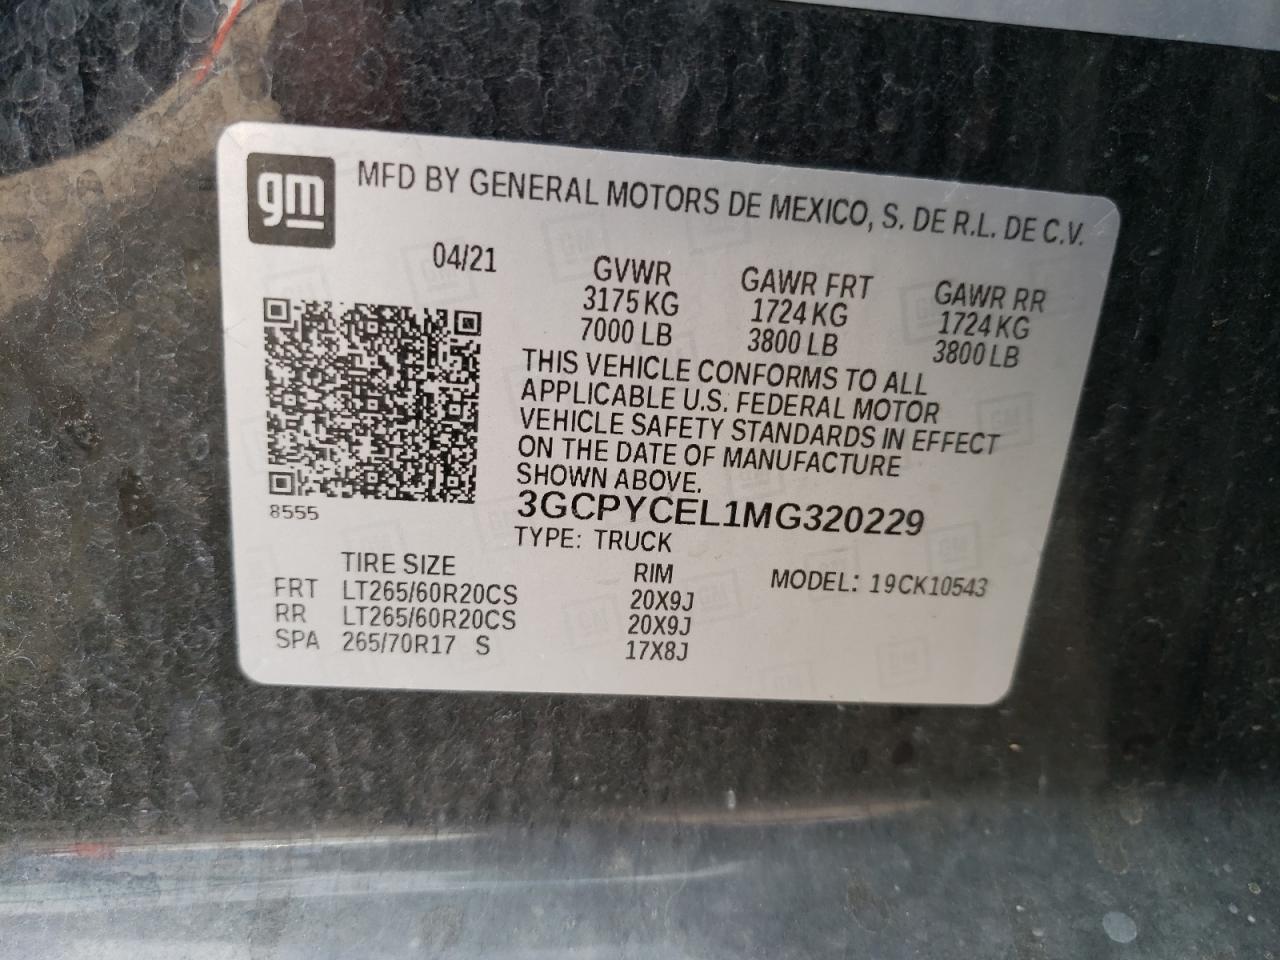 gm
MFD BY GENERAL MOTORS DE MEXICO, S. DE R.L. DE C.V.
04/21
GVWR GAWR FRT GAWR RR
3175 KG 1724 KG 1724 KG
7000 LB 3800 LB 3800 LB
THIS VEHICLE CONFORMS TO ALL
APPLICABLE U.S. FEDERAL MOTOR
VEHICLE SAFETY STANDARDS IN EFFECT
ON THE DATE OF MANUFACTURE
SHOWN ABOVE.
8555
3GCPYCEL1MG320229
TYPE: TRUCK
TIRE SIZE RIM MODEL: 19CK10543
FRT LT265/60R20CS 20X9J
RR LT265/60R20CS 20X9J
SPA 265/70R17 S 17X8J